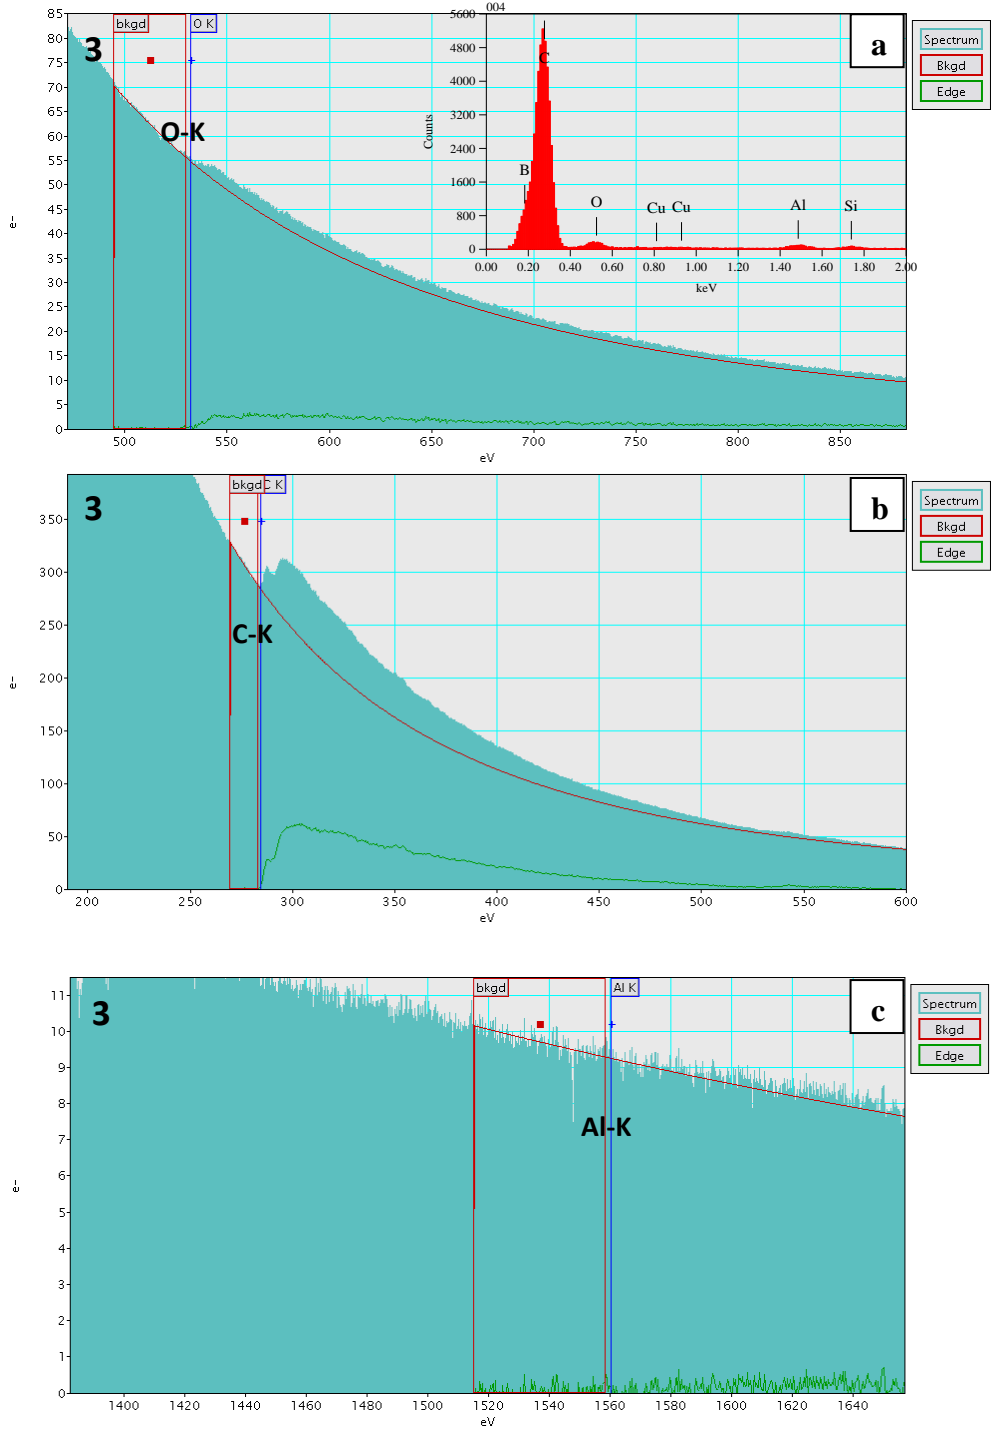 004
85 80 75 70 65 60 55 50 45 40 35 30 25 20 15 10 5 0
e-
3
bkgd
O K
O-K
a
5600 4800 4000 3200 2400 1600 800 0
Counts
C
B
O
Cu Cu
Al
Si
0.00 0.20 0.40 0.60 0.80 1.00 1.20 1.40 1.60 1.80 2.00
keV
Spectrum
Bkgd
Edge
500 550 600 650 700 750 800 850
eV
350 300 250 200 150 100 50 0
e-
3
bkgd
C K
C-K
b
Spectrum
Bkgd
Edge
200 250 300 350 400 450 500 550 600
eV
11 10 9 8 7 6 5 4 3 2 1 0
e-
3
bkgd
Al K
Al-K
c
Spectrum
Bkgd
Edge
1400 1420 1440 1460 1480 1500 1520 1540 1560 1580 1600 1620 1640
eV